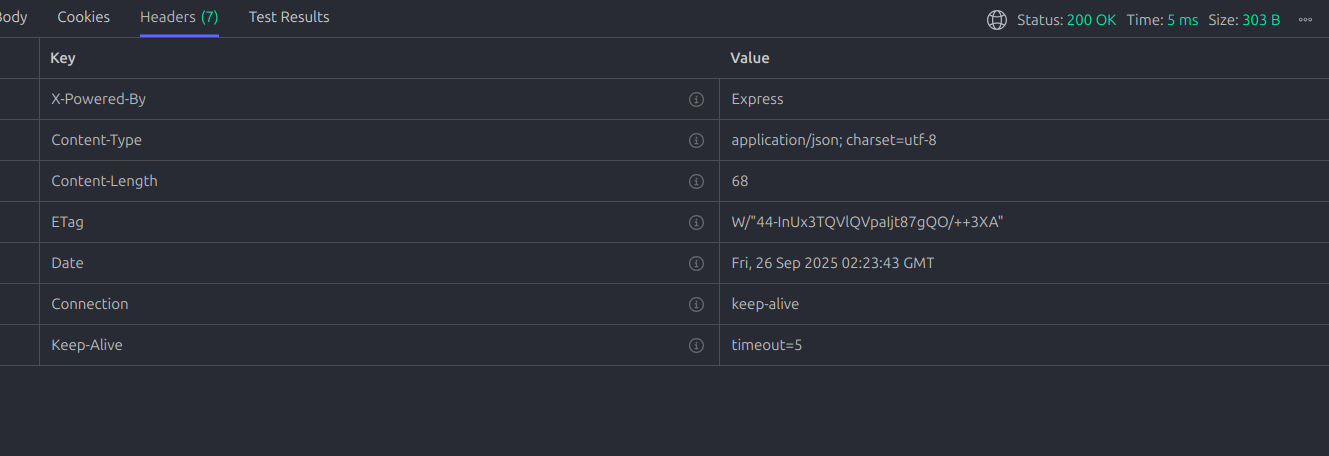 Body Cookies Headers (7) Test Results Status: 200 OK Time: 5 ms Size: 303 B
Key Value
X-Powered-By Express
Content-Type application/json; charset=utf-8
Content-Length 68
ETag W/"44-InUx3TQVlQVpaIjt87gQO/++3XA"
Date Fri, 26 Sep 2025 02:23:43 GMT
Connection keep-alive
Keep-Alive timeout=5